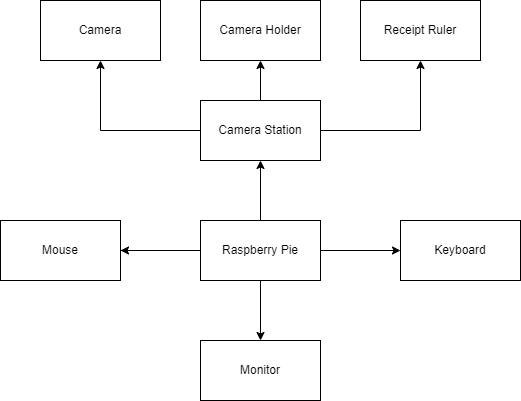 Camera
Camera Holder
Receipt Ruler
Camera Station
Mouse
Raspberry Pie
Keyboard
Monitor